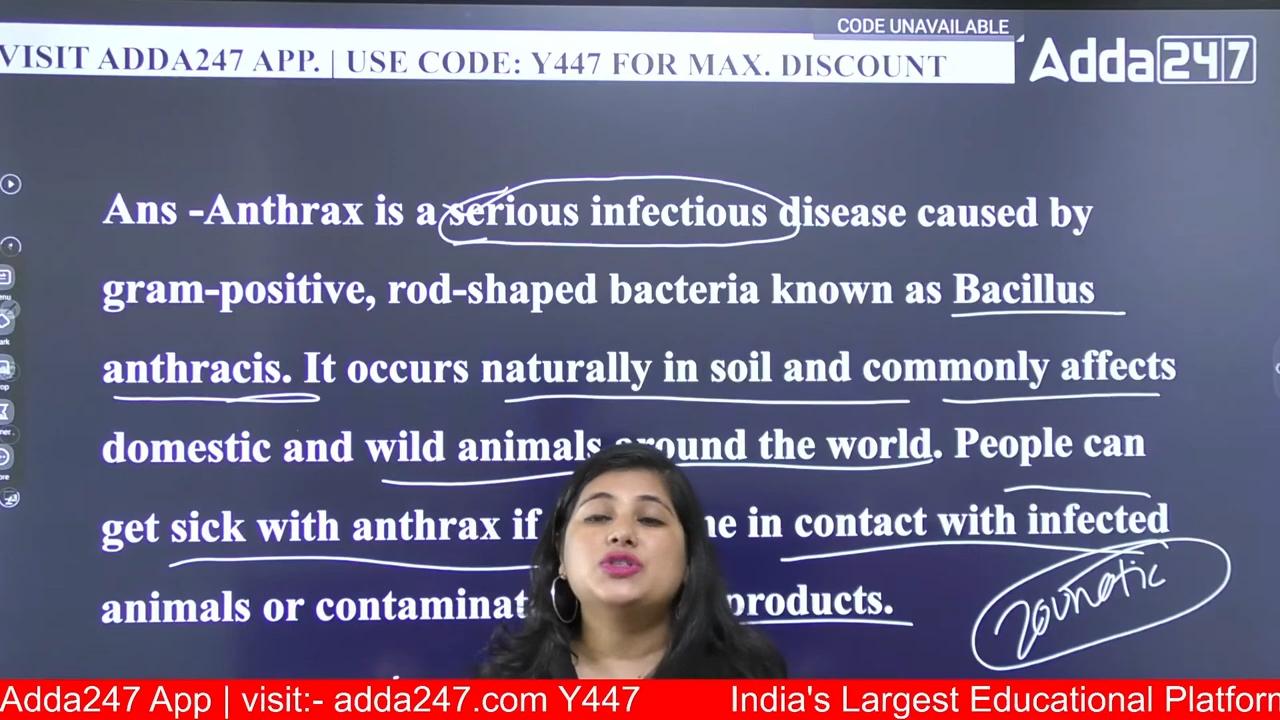 CODE UNAVAILABLE
VISIT ADDA247 APP. | USE CODE: Y447 FOR MAX. DISCOUNT
Adda247
Ans -Anthrax is a serious infectious disease caused by
gram-positive, rod-shaped bacteria known as Bacillus
anthracis. It occurs naturally in soil and commonly affects
domestic and wild animals around the world. People can
get sick with anthrax if in contact with infected
animals or products.
zoonotic
Adda247 App | visit:- adda247.com Y447 India's Largest Educational Platform